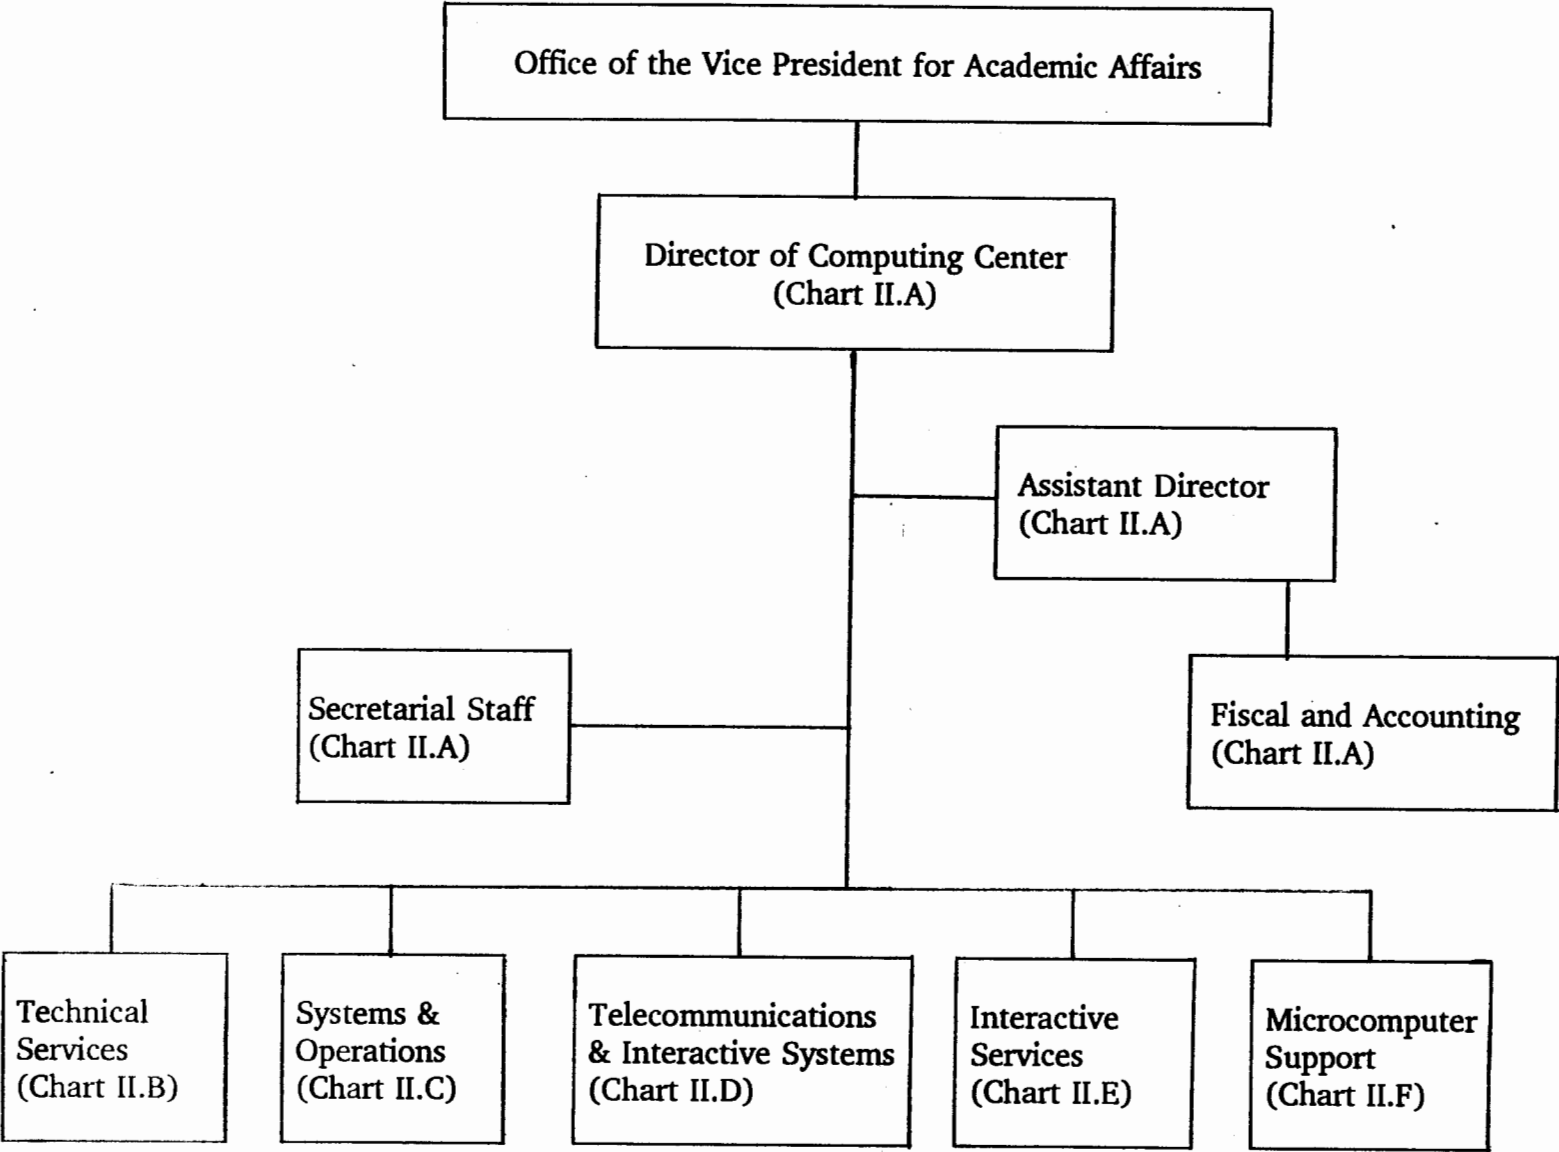 Office of the Vice President for Academic Affairs
Director of Computing Center
(Chart II.A)
Assistant Director
(Chart II.A)
Secretarial Staff
(Chart II.A)
Fiscal and Accounting
(Chart II.A)
Technical
Services
(Chart II.B)
Systems &
Operations
(Chart II.C)
Telecommunications
& Interactive Systems
(Chart II.D)
Interactive
Services
(Chart II.E)
Microcomputer
Support
(Chart II.F)